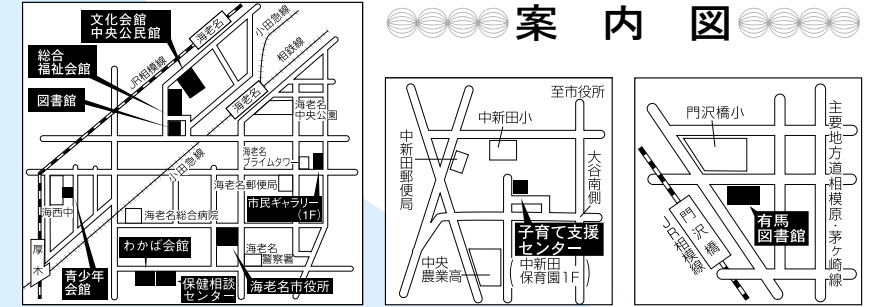 案内図
文化会館
中央公民館
海老名
小田急線
総合
福祉会館
JR相模線
相鉄線
図書館
海老名
海老名
中央公園
小田急線
海老名
プライムタワー
海老名郵便局
市民ギャラリー
(1F)
海西中
海老名総合病院
厚木
わかば会館
海老名
警察署
青少年
会館
保健相談
センター
海老名市役所
至市役所
中新田小
中新田郵便局
大谷南側
子育て支援
センター
(中新田
保育園1F)
中央
農業高
門沢橋小
主要地方道相模原・茅ヶ崎線
有馬
図書館
門沢橋
JR相模線